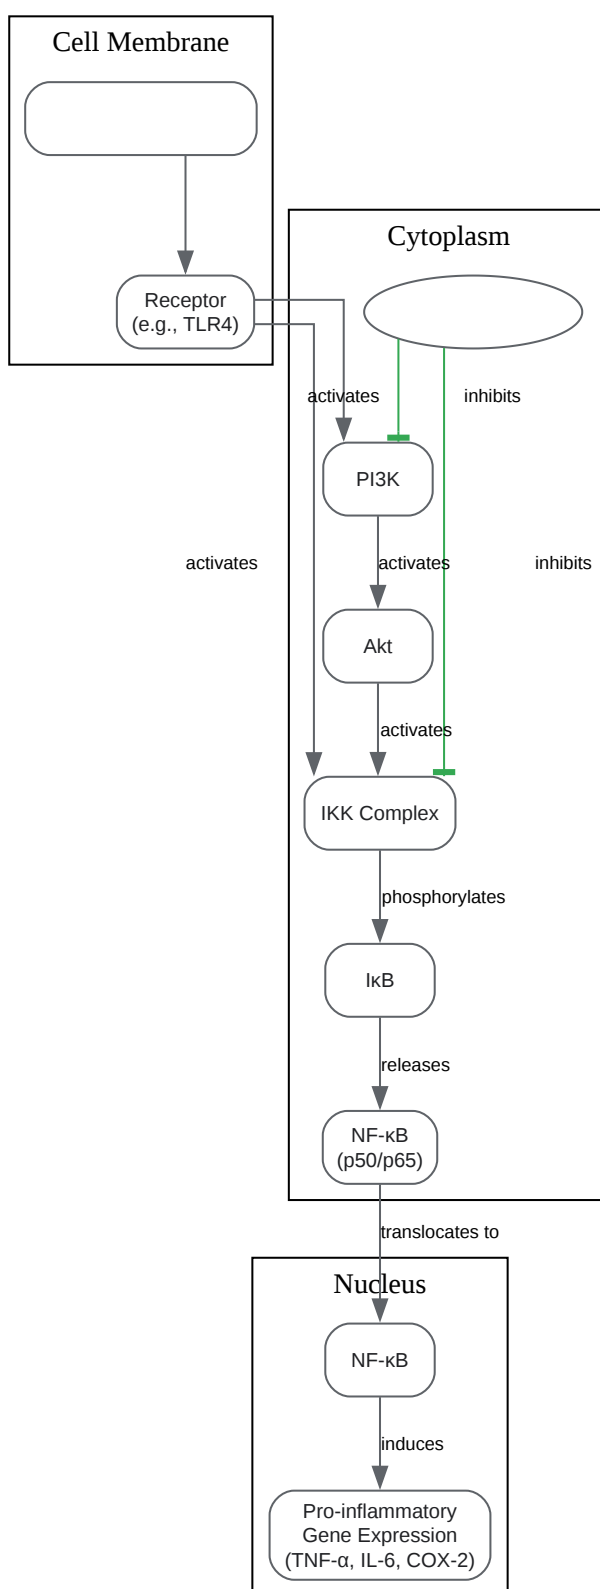 Cell Membrane
Receptor
(e.g., TLR4)
Cytoplasm
activates
inhibits
PI3K
activates
activates
inhibits
Akt
activates
IKK Complex
phosphorylates
IκB
releases
NF-κB
(p50/p65)
translocates to
Nucleus
NF-κB
induces
Pro-inflammatory
Gene Expression
(TNF-α, IL-6, COX-2)